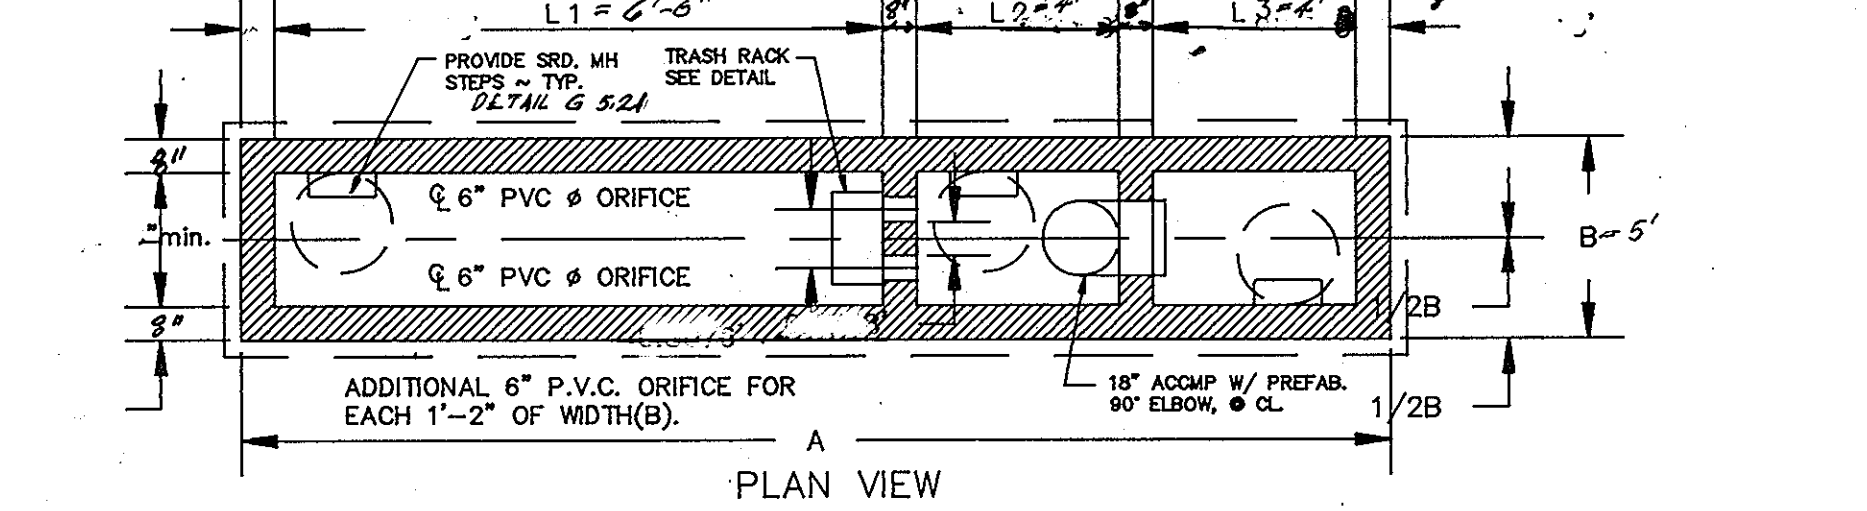 L1 = 6'-6"
8"
L2=4'
8"
L3=4'
8
PROVIDE SRD. MH
STEPS ~ TYP.
DETAIL G 5.21
TRASH RACK
SEE DETAIL
8"
℄ 6" PVC ø ORIFICE
"min.
B=5'
℄ 6" PVC ø ORIFICE
1/2B
8"
ADDITIONAL 6" P.V.C. ORIFICE FOR
EACH 1'-2" OF WIDTH(B).
18" ACCMP W/ PREFAB.
90° ELBOW, @ CL
1/2B
A
PLAN VIEW